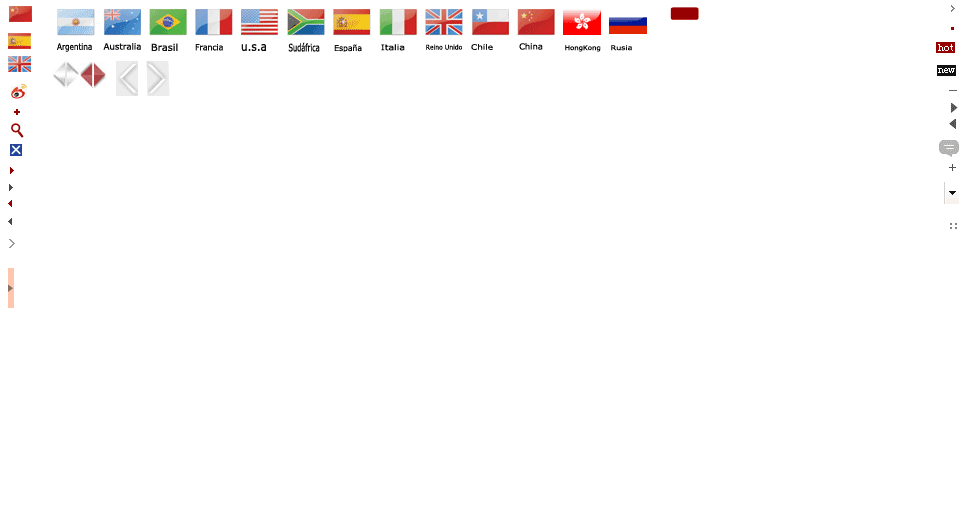 Argentina Australia Brasil Francia u.s.a Sudáfrica España Italia Reino Unido Chile China HongKong Rusia
hot
new